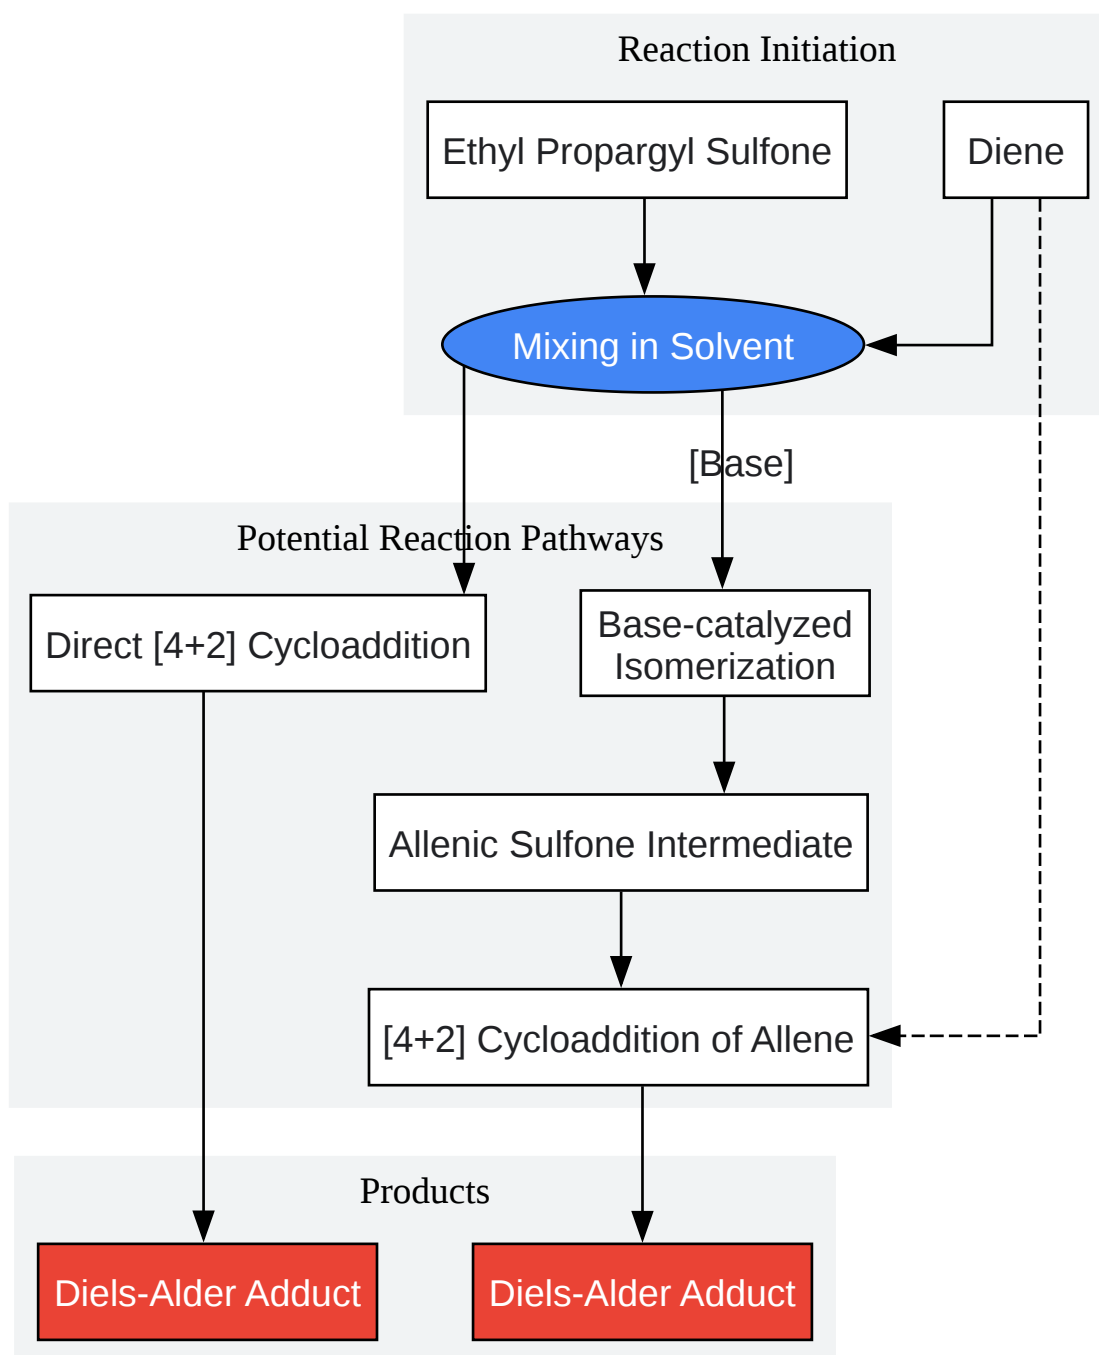 Reaction Initiation
Ethyl Propargyl Sulfone
Diene
Mixing in Solvent
[Base]
Potential Reaction Pathways
Direct [4+2] Cycloaddition
Base-catalyzed
Isomerization
Allenic Sulfone Intermediate
[4+2] Cycloaddition of Allene
Products
Diels-Alder Adduct
Diels-Alder Adduct